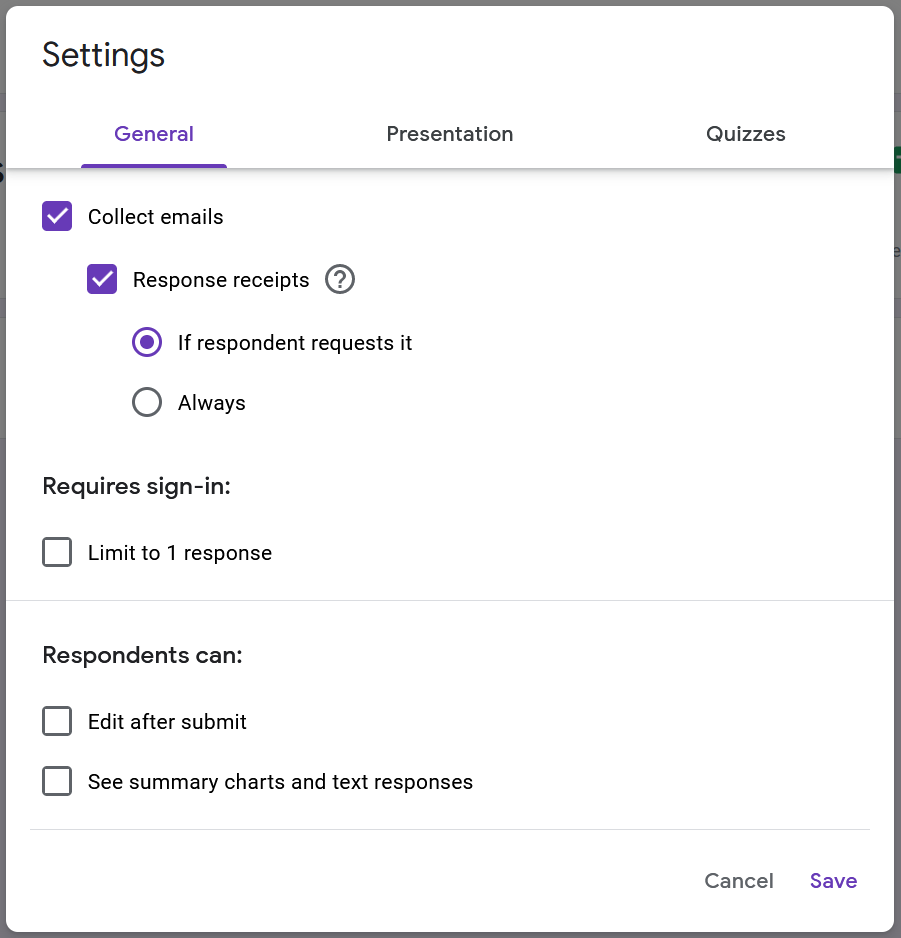 Settings
General Presentation Quizzes
Collect emails
Response receipts ?
If respondent requests it
Always
Requires sign-in:
Limit to 1 response
Respondents can:
Edit after submit
See summary charts and text responses
Cancel Save